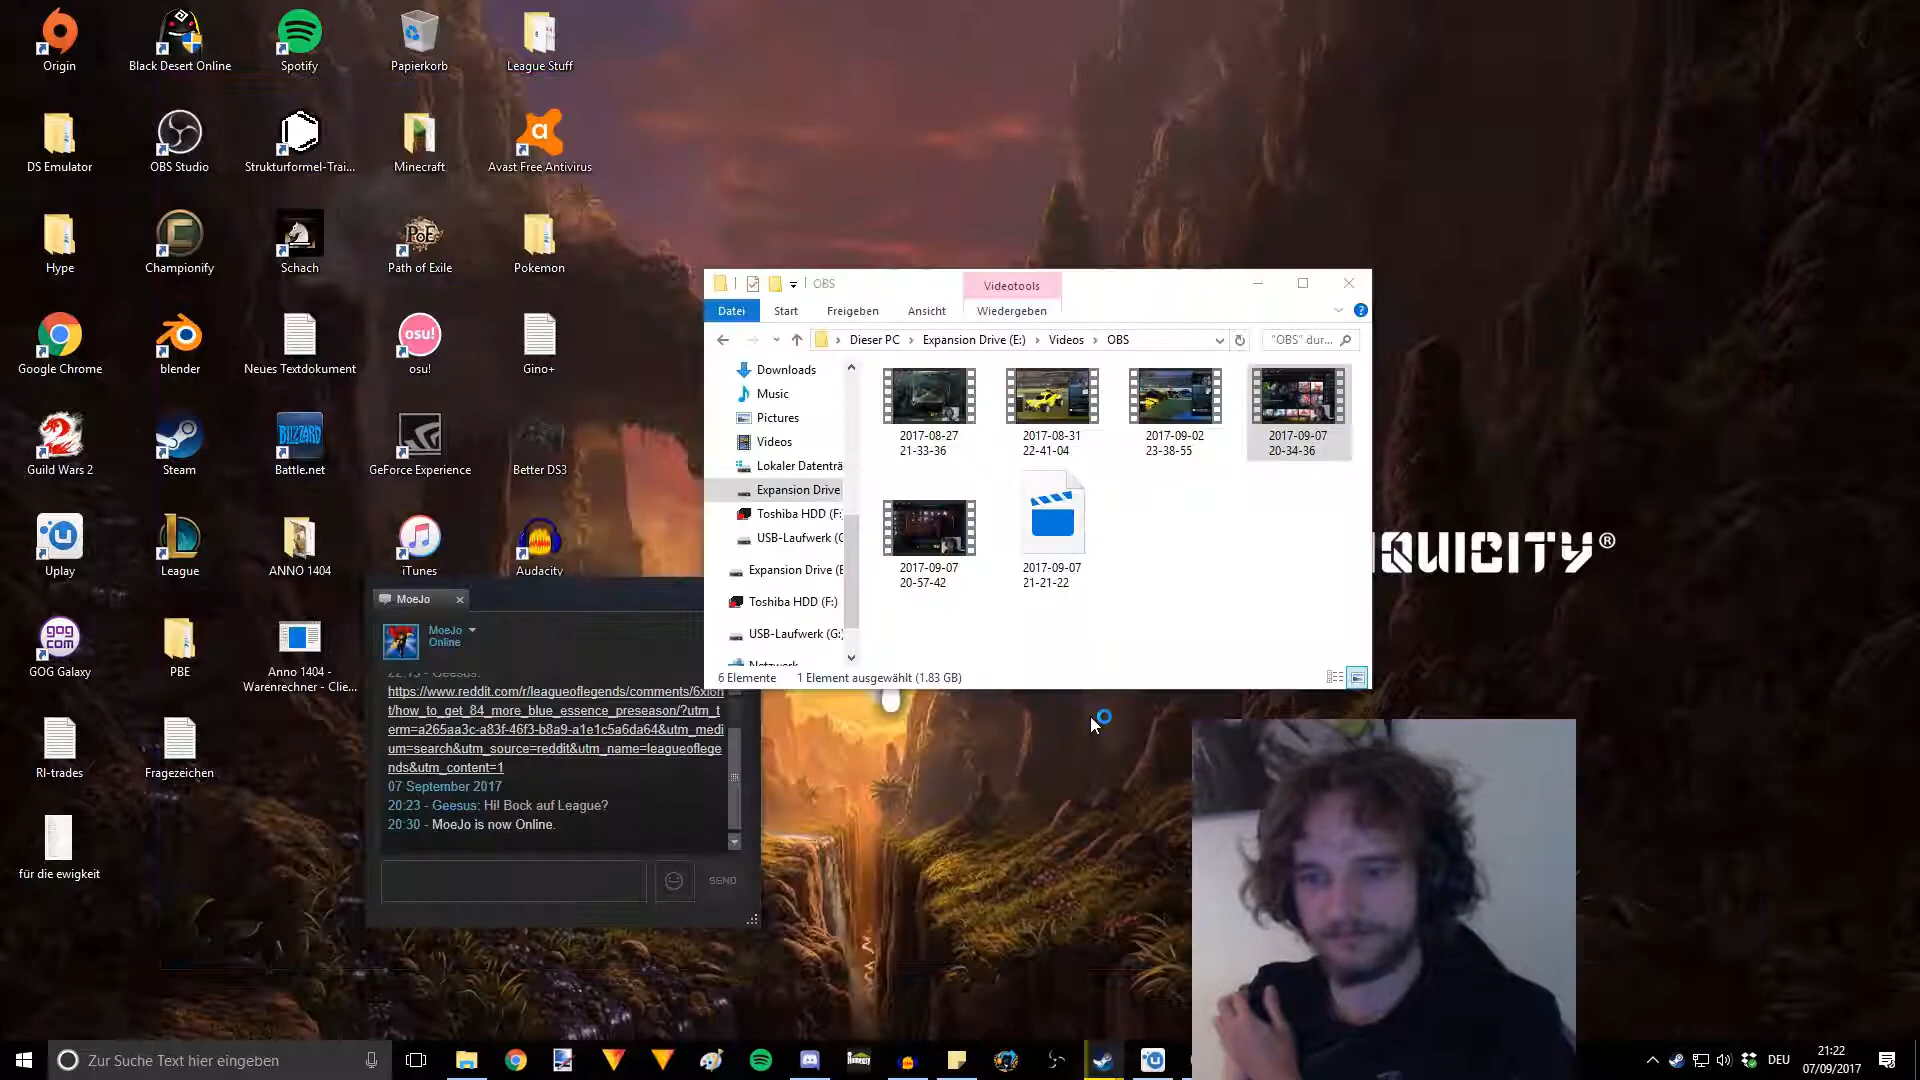 Origin
Black Desert Online
Spotify
Papierkorb
League Stuff
DS Emulator
OBS Studio
Strukturformel-Trai...
Minecraft
Avast Free Antivirus
Hype
Championify
Schach
Path of Exile
Pokemon
Google Chrome
blender
Neues Textdokument
osu!
Gino+
Guild Wars 2
Steam
Battle.net
GeForce Experience
Better DS3
Uplay
League
ANNO 1404
iTunes
Audacity
GOG Galaxy
PBE
Anno 1404 -
Warenrechner - Clie...
RI-trades
Fragezeichen
für die ewigkeit
OBS
Videotools
Datei
Start
Freigeben
Ansicht
Wiedergeben
Dieser PC
Expansion Drive (E:)
Videos
OBS
"OBS" dur...
Downloads
Music
Pictures
Videos
Lokaler Datenträ
Expansion Drive
Toshiba HDD (F:
USB-Laufwerk (G
Expansion Drive (E
Toshiba HDD (F:)
USB-Laufwerk (G:)
Netzwerk
2017-08-27
21-33-36
2017-08-31
22-41-04
2017-09-02
23-38-55
2017-09-07
20-34-36
2017-09-07
20-57-42
2017-09-07
21-21-22
6 Elemente
1 Element ausgewählt (1.83 GB)
QUICITY®
MoeJo
MoeJo
Online
https://www.reddit.com/r/leagueoflegends/comments/6xl
t/how_to_get_84_more_blue_essence_preseason/?utm_t
erm=a265aa3c-a83f-46f3-b8a9-a1e1c5a6da64&utm_med
ium=search&utm_source=reddit&utm_name=leagueoflege
nds&utm_content=1
07 September 2017
20:23 - Geesus: Hi! Bock auf League?
20:30 - MoeJo is now Online.
SEND
Zur Suche Text hier eingeben
DEU
21:22
07/09/2017